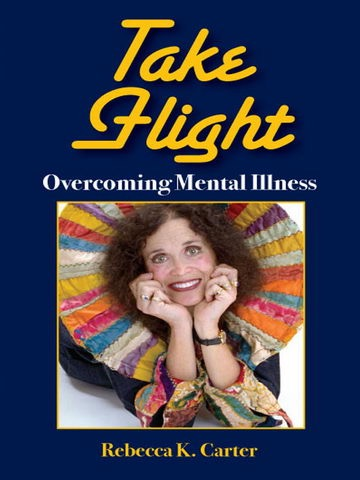 Take
Flight
Overcoming Mental Illness
Rebecca K. Carter